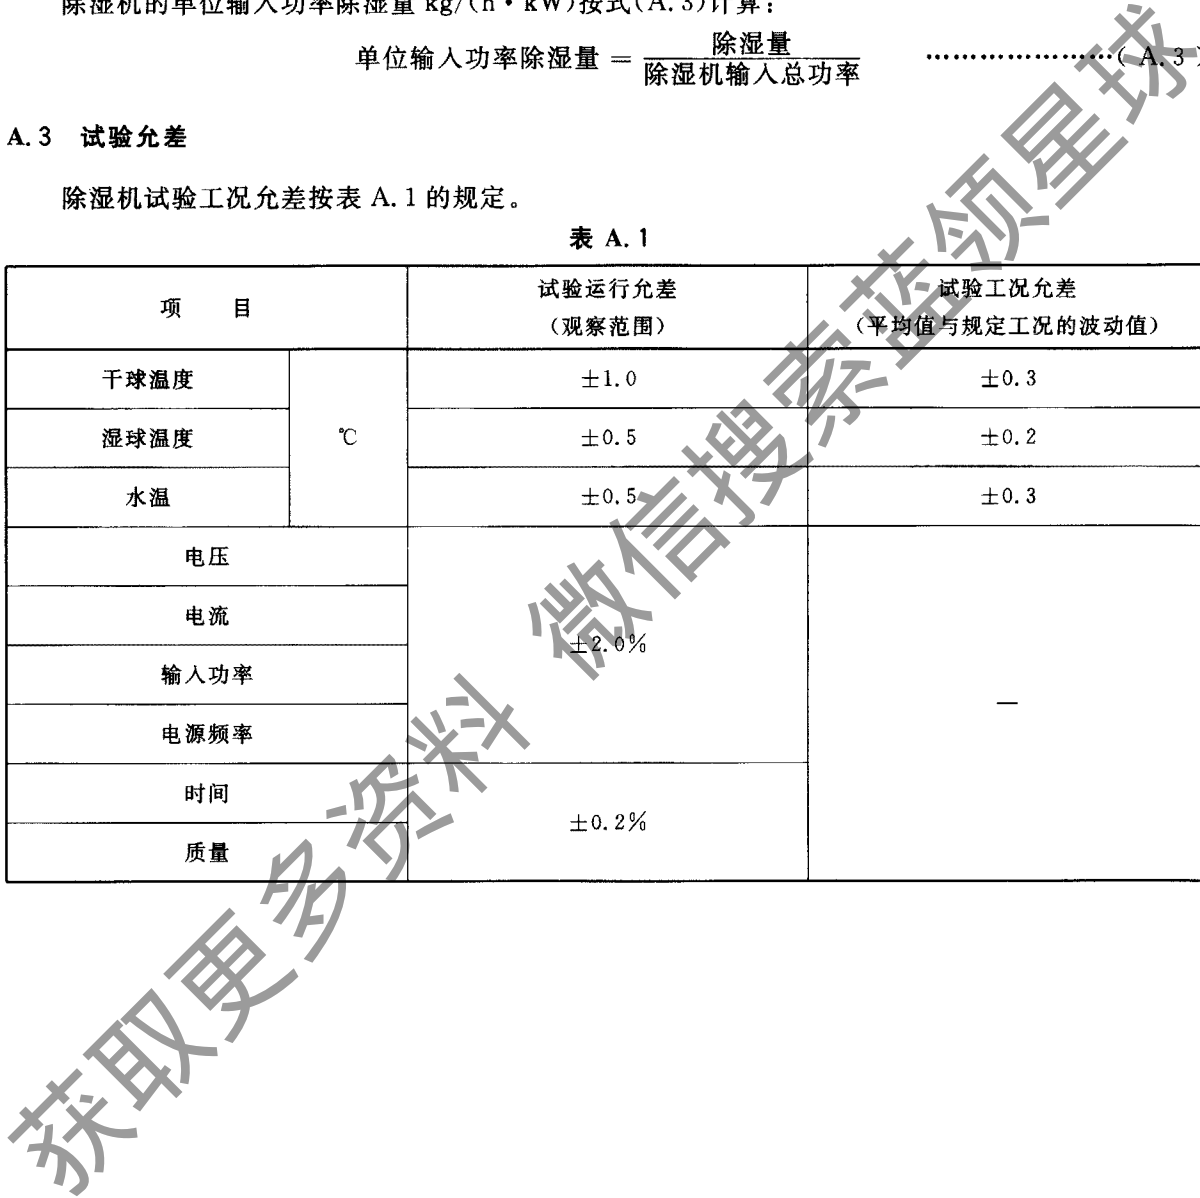 除湿机的单位输入功率除湿量 kg/(h·kW)按式(A.3)计算：
单位输入功率除湿量 = 除湿量
除湿机输入总功率 …………………( A.3 )
A.3 试验允差
除湿机试验工况允差按表 A.1 的规定。
表 A.1
项 目
试验运行允差
（观察范围）
试验工况允差
（平均值与规定工况的波动值）
干球温度 ℃ ±1.0 ±0.3
湿球温度 ±0.5 ±0.2
水温 ±0.5 ±0.3
电压 ±2.0% —
电流
输入功率
电源频率
时间 ±0.2%
质量
获取更多资料 微信搜索蓝领星球